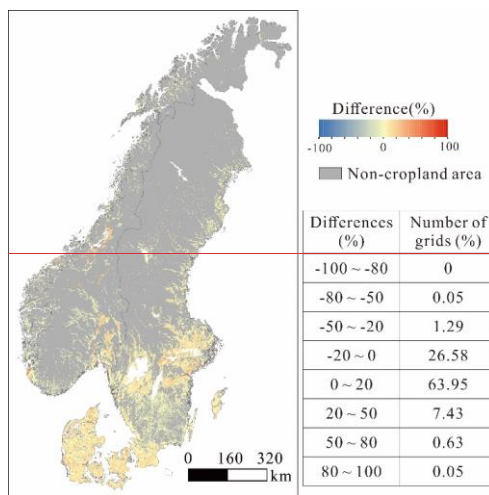 Difference(%)
-100 0 100
Non-cropland area
Differences (%) Number of grids (%)
-100 ~ -80 0
-80 ~ -50 0.05
-50 ~ -20 1.29
-20 ~ 0 26.58
0 ~ 20 63.95
20 ~ 50 7.43
50 ~ 80 0.63
80 ~ 100 0.05
0 160 320
km